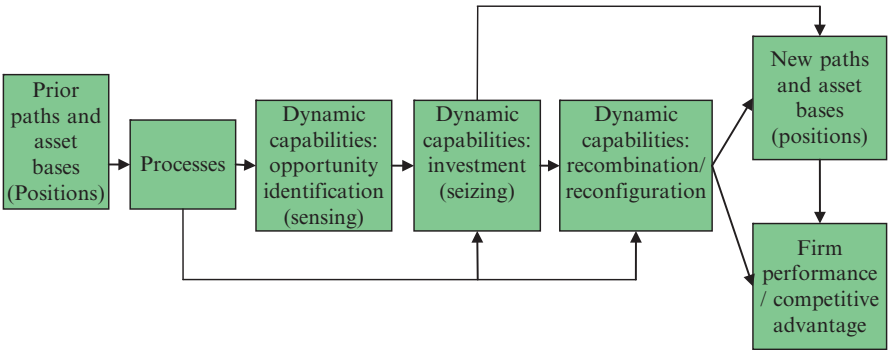 Prior
paths and
asset
bases
(Positions)
Processes
Dynamic
capabilities:
opportunity
identification
(sensing)
Dynamic
capabilities:
investment
(seizing)
Dynamic
capabilities:
recombination/
reconfiguration
New paths
and asset
bases
(positions)
Firm
performance
/ competitive
advantage